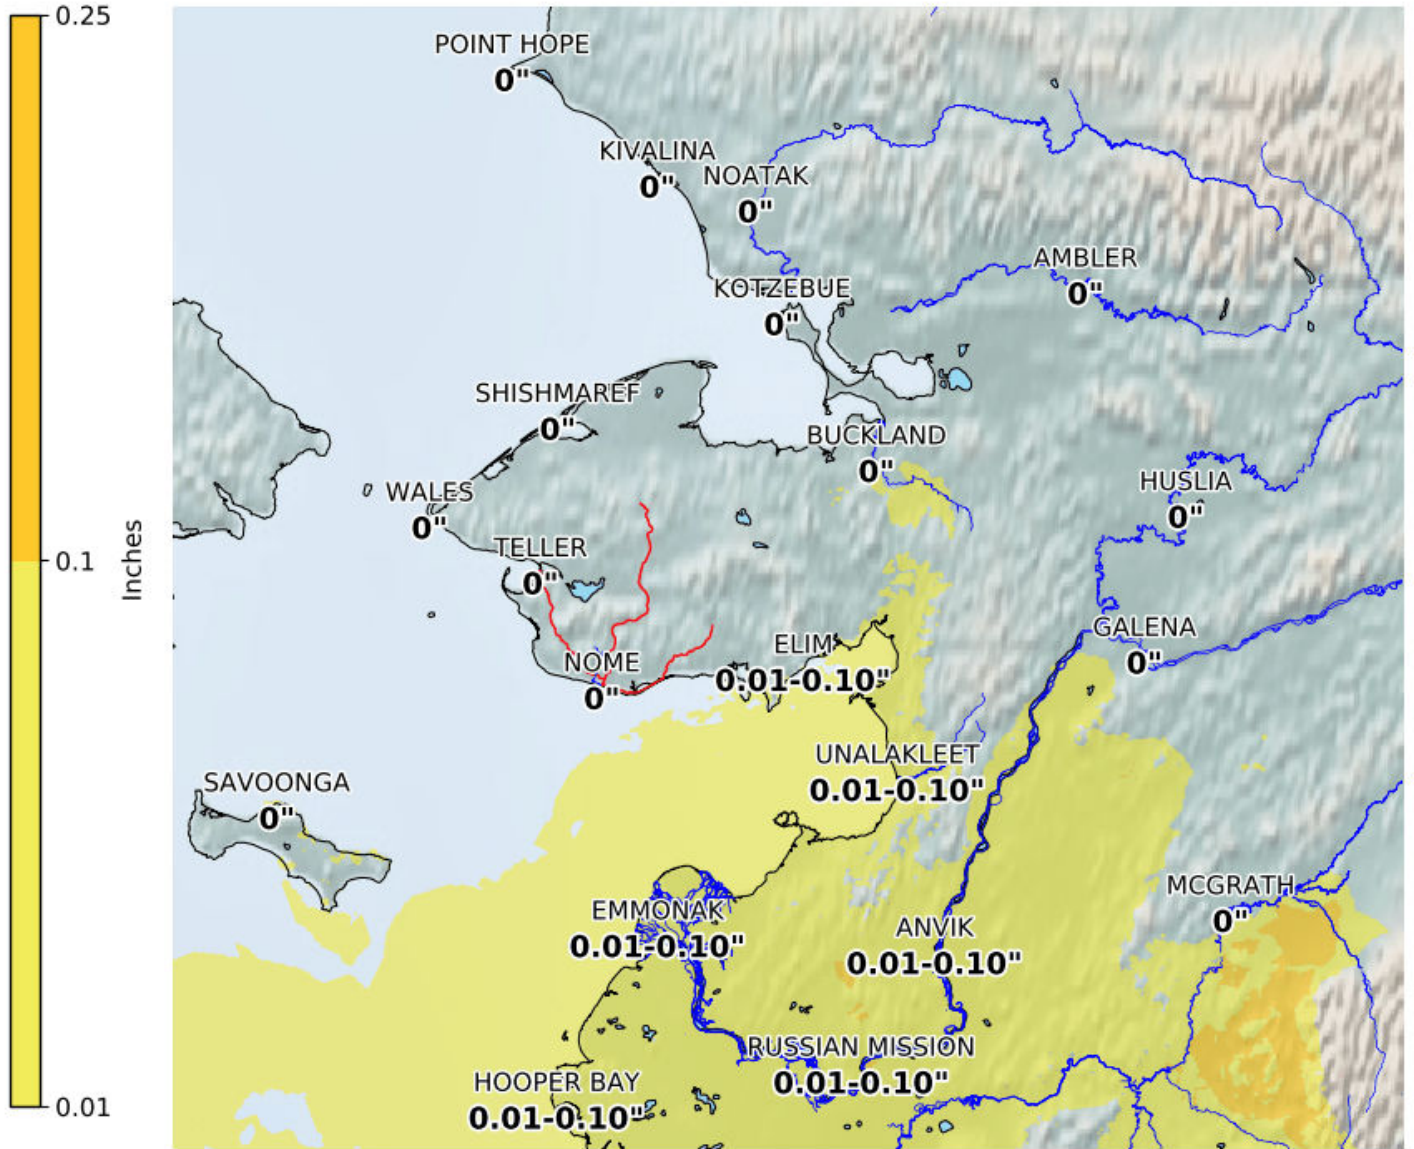 0.25
POINT HOPE
0"
KIVALINA
0"
NOATAK
0"
AMBLER
0"
KOTZEBUE
0"
SHISHMAREF
0"
BUCKLAND
0"
HUSLIA
0"
WALES
0"
TELLER
0"
0.1
Inches
GALENA
0"
ELIM
0.01-0.10"
NOME
0"
UNALAKLEET
0.01-0.10"
SAVOONGA
0"
MCGRATH
0"
EMMONAK
0.01-0.10"
ANVIK
0.01-0.10"
RUSSIAN MISSION
0.01-0.10"
HOOPER BAY
0.01-0.10"
0.01